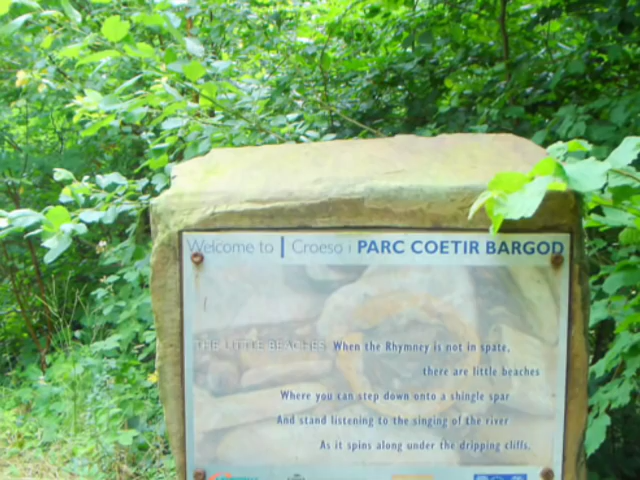 Welcome to | Croeso i PARC COETIR BARGOD
THE LITTLE BEACHES When the Rhymney is not in spate,
there are little beaches
Where you can step down onto a shingle spar
And stand listening to the singing of the river
As it spins along under the dripping cliffs.